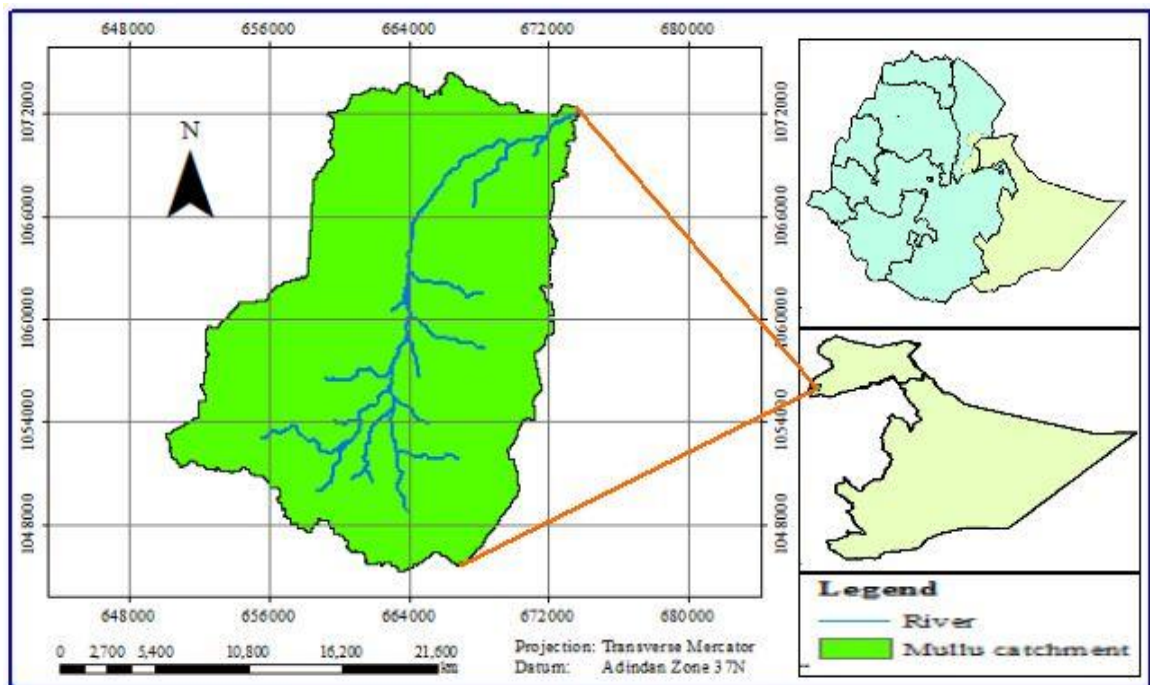 648000 656000 664000 672000 680000
1072000 1072000
N
1066000 1066000
1060000 1060000
1054000 1054000
1048000 1048000
648000 656000 664000 672000 680000
0 2,700 5,400 10,800 16,200 21,600
km
Projection: Transverse Mercator
Datum: Adindan Zone 37N
Legend
River
Mullu catchment